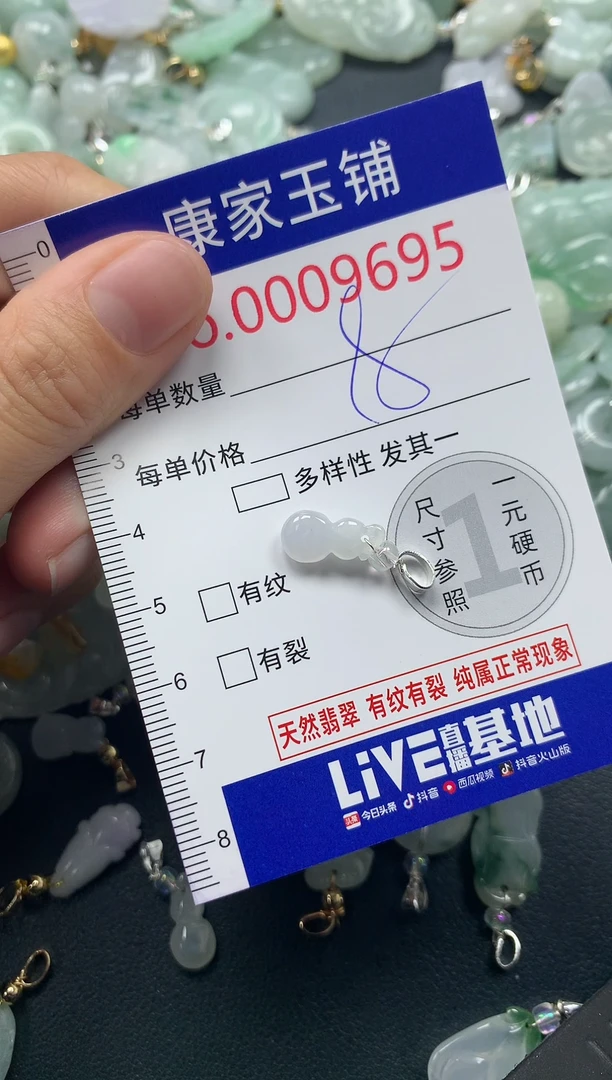 康家玉铺
.0009695
8
每单数量
每单价格
多样性 发其一
尺寸参照
1
一元硬币
有纹
有裂
天然翡翠 有纹有裂 纯属正常现象
LiVE直播基地
头条 今日头条 抖音 西瓜视频 抖音火山版
0
3
4
5
6
7
8